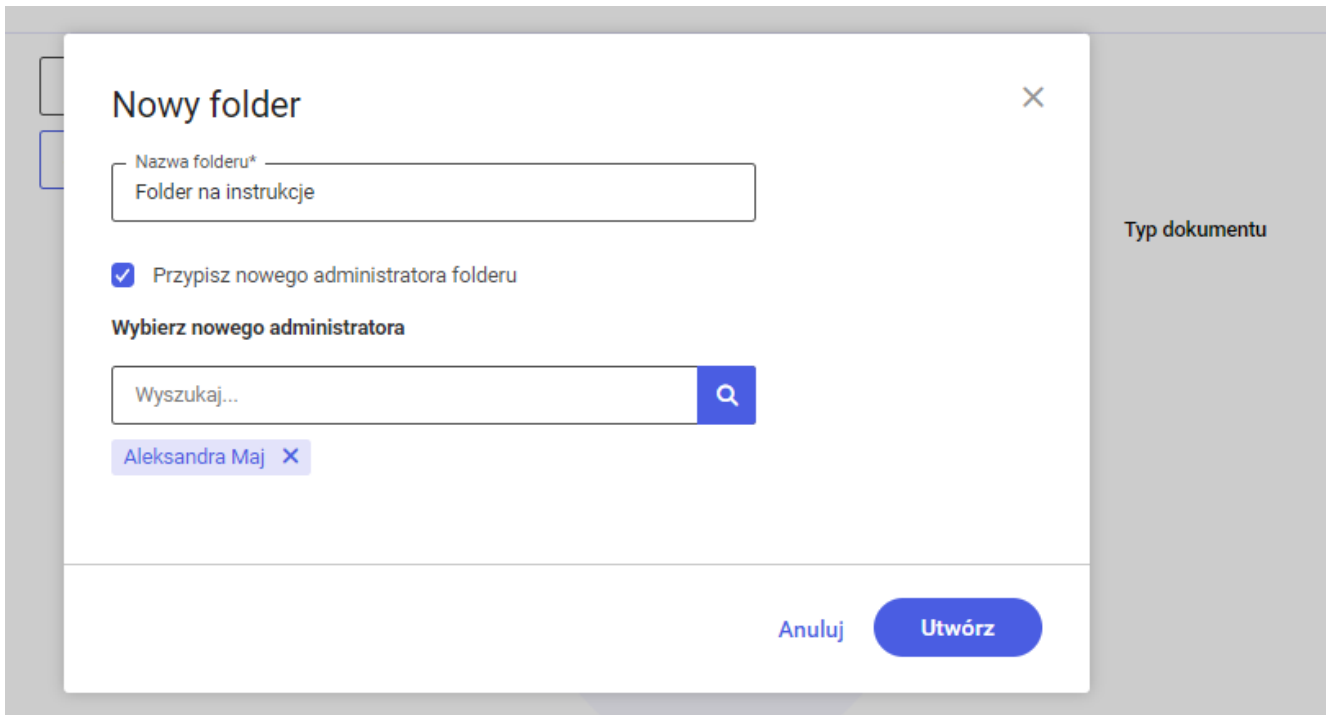 Nowy folder
Nazwa folderu*
Folder na instrukcje
Typ dokumentu
Przypisz nowego administratora folderu
Wybierz nowego administratora
Wyszukaj...
Aleksandra Maj
Anuluj
Utwórz